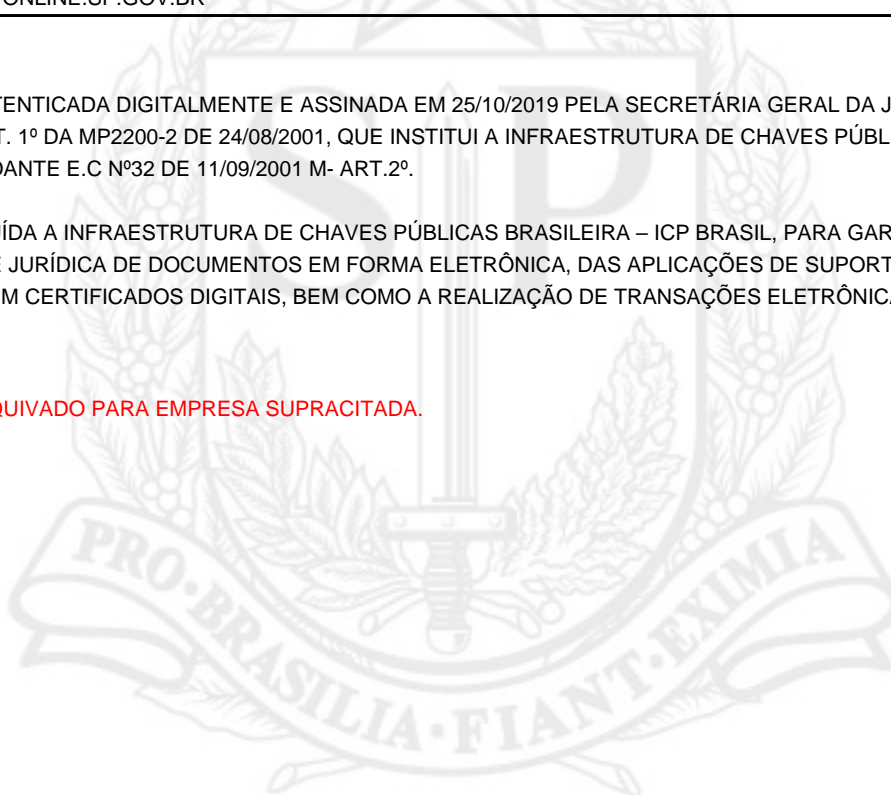 ONLINE.SP.GOV.BR
TENTICADA DIGITALMENTE E ASSINADA EM 25/10/2019 PELA SECRETÁRIA GERAL DA J
T. 1º DA MP2200-2 DE 24/08/2001, QUE INSTITUI A INFRAESTRUTURA DE CHAVES PÚBL
DANTE E.C Nº32 DE 11/09/2001 M- ART.2º.
ÍDA A INFRAESTRUTURA DE CHAVES PÚBLICAS BRASILEIRA – ICP BRASIL, PARA GAR
E JURÍDICA DE DOCUMENTOS EM FORMA ELETRÔNICA, DAS APLICAÇÕES DE SUPORT
M CERTIFICADOS DIGITAIS, BEM COMO A REALIZAÇÃO DE TRANSAÇÕES ELETRÔNICA
QUIVADO PARA EMPRESA SUPRACITADA.
SP
PRO·BRASILIA·FIANT·EXIMIA